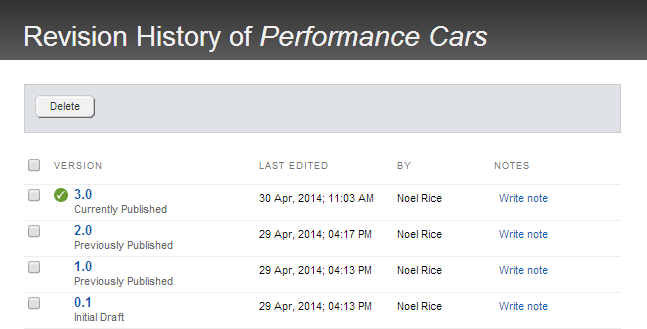 Revision History of Performance Cars
Delete
VERSION LAST EDITED BY NOTES
3.0 30 Apr, 2014; 11:03 AM Noel Rice Write note
Currently Published
2.0 29 Apr, 2014; 04:17 PM Noel Rice Write note
Previously Published
1.0 29 Apr, 2014; 04:13 PM Noel Rice Write note
Previously Published
0.1 29 Apr, 2014; 04:13 PM Noel Rice Write note
Initial Draft